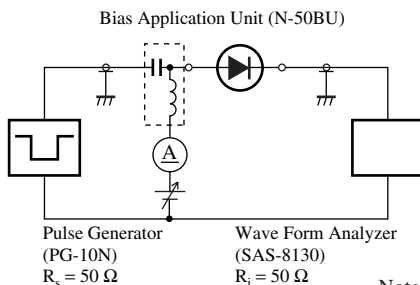 Bias Application Unit (N-50BU)
A
Pulse Generator
(PG-10N)
Rs = 50 Ω
Wave Form Analyzer
(SAS-8130)
Ri = 50 Ω
Note